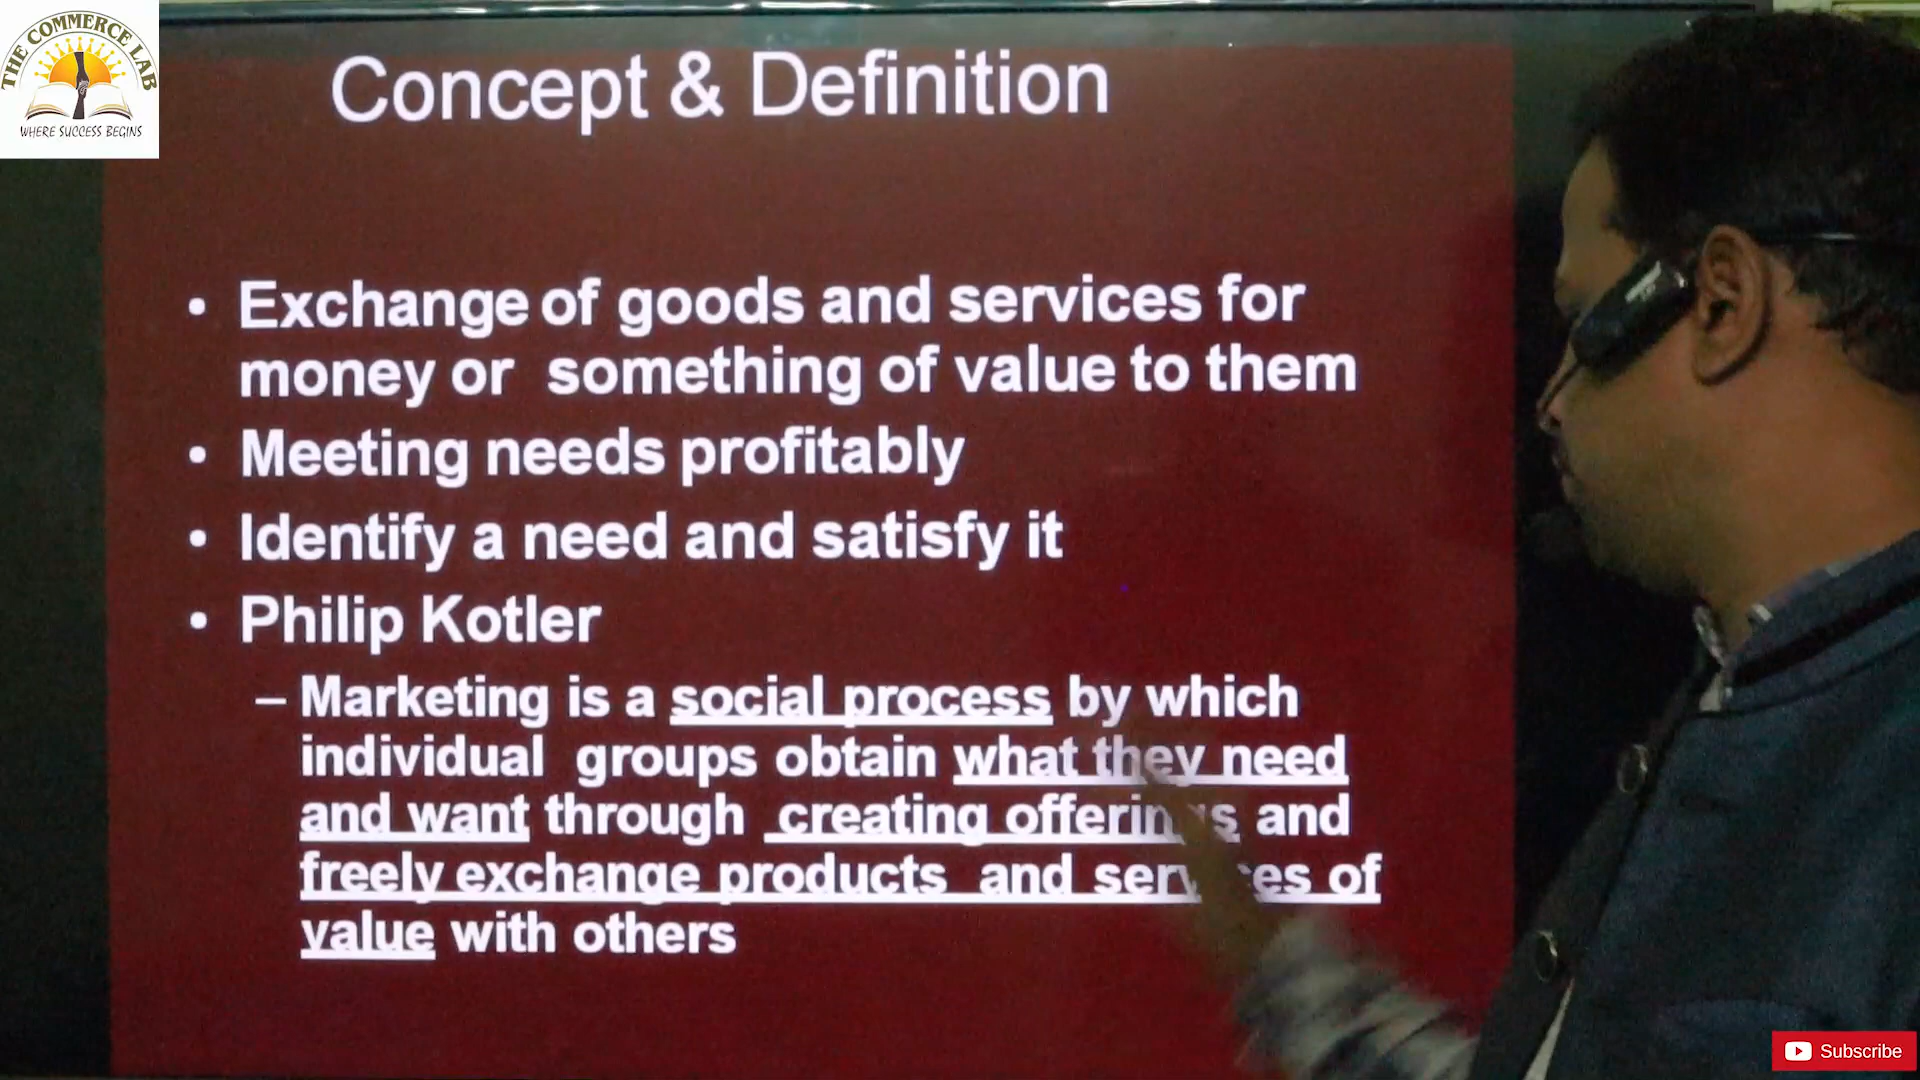 THE COMMERCE LAB
WHERE SUCCESS BEGINS
Concept & Definition
• Exchange of goods and services for
money or something of value to them
• Meeting needs profitably
• Identify a need and satisfy it
• Philip Kotler
– Marketing is a social process by which
individual groups obtain what they need
and want through creating offerings and
freely exchange products and services of
value with others
Subscribe